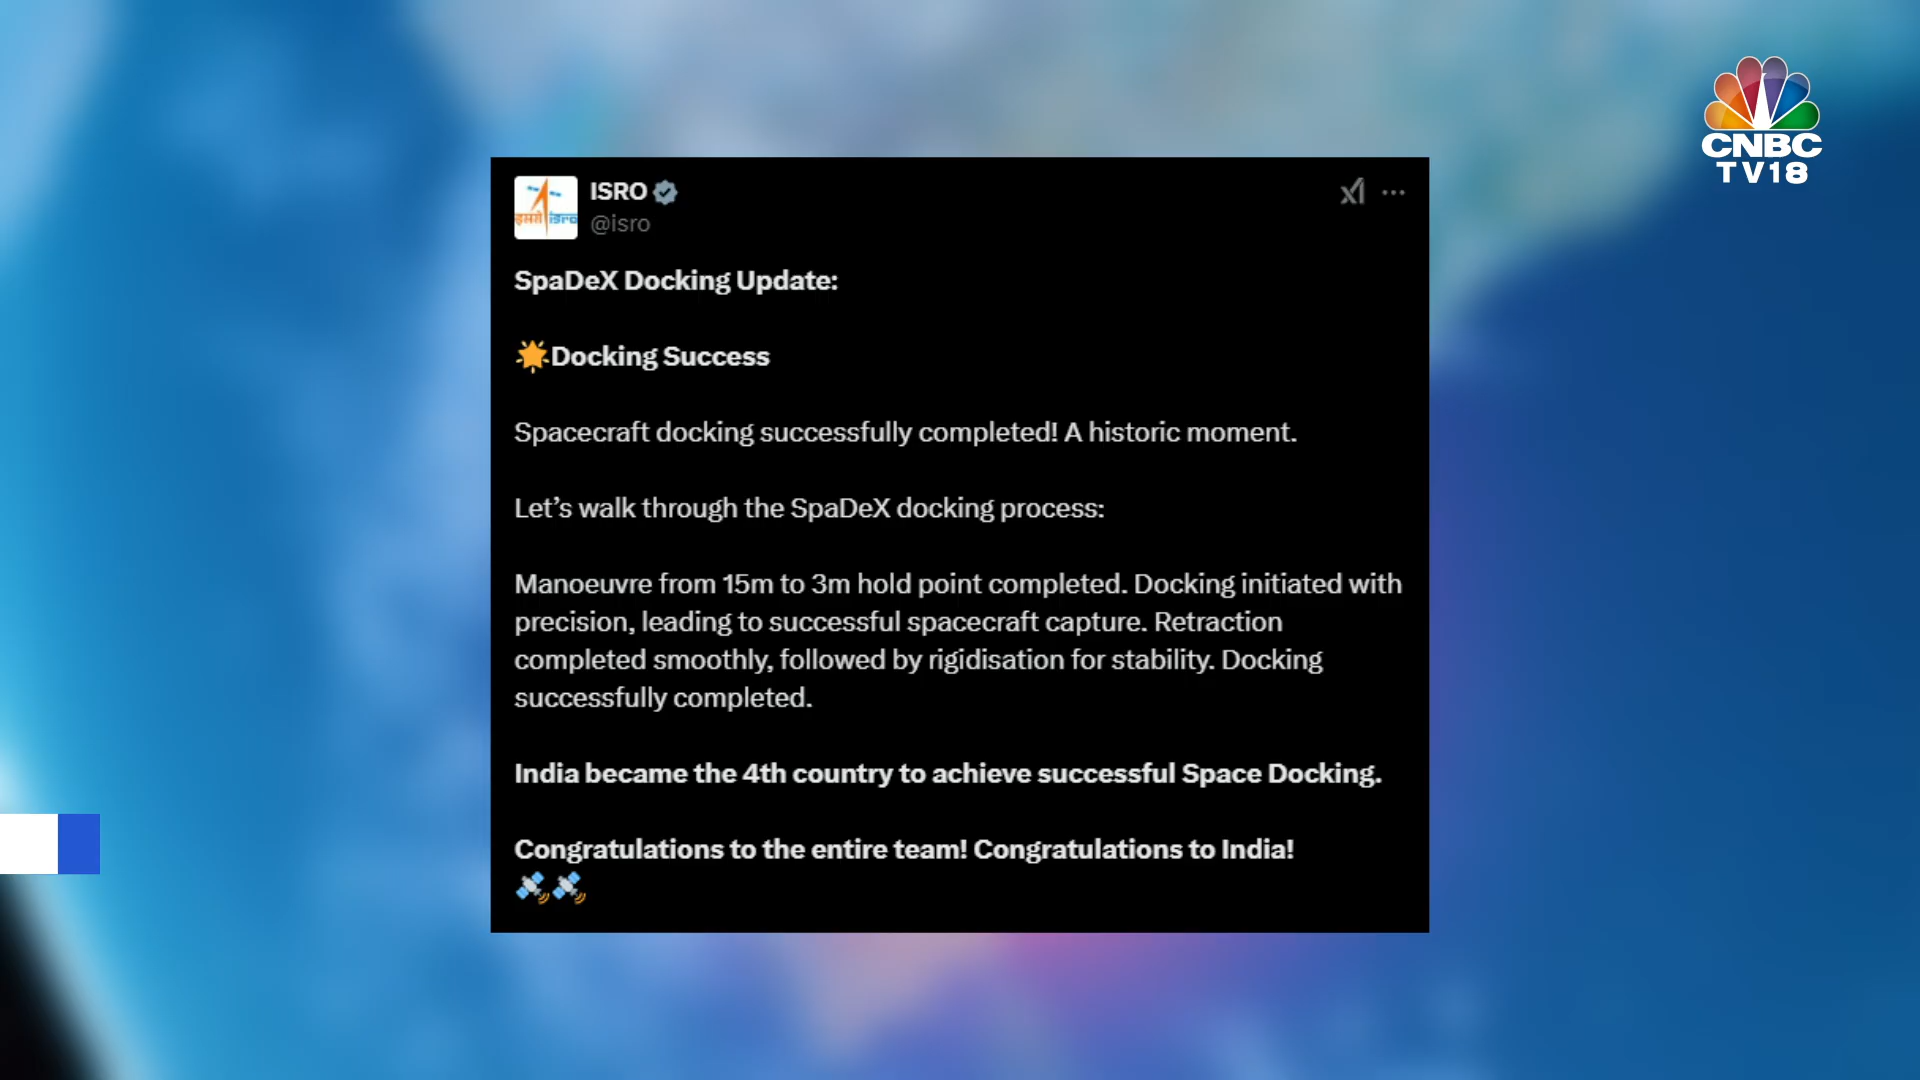 CNBC
TV18
इसरो isro
ISRO
@isro
SpaDeX Docking Update:
🌟Docking Success
Spacecraft docking successfully completed! A historic moment.
Let’s walk through the SpaDeX docking process:
Manoeuvre from 15m to 3m hold point completed. Docking initiated with
precision, leading to successful spacecraft capture. Retraction
completed smoothly, followed by rigidisation for stability. Docking
successfully completed.
India became the 4th country to achieve successful Space Docking.
Congratulations to the entire team! Congratulations to India!
🛰️🛰️